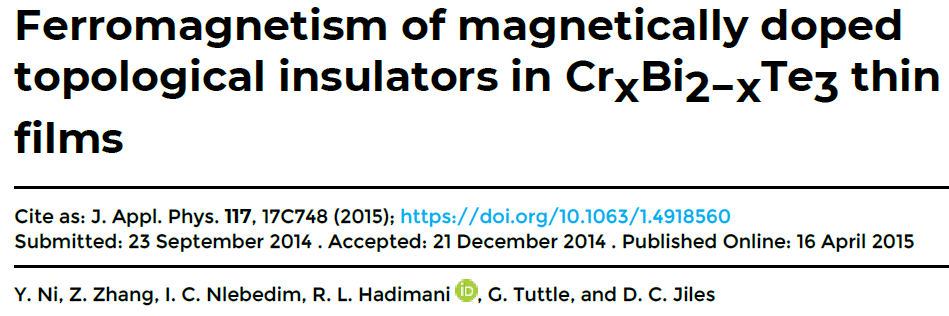 Ferromagnetism of magnetically doped
topological insulators in CrxBi2−xTe3 thin
films
Cite as: J. Appl. Phys. 117, 17C748 (2015); https://doi.org/10.1063/1.4918560
Submitted: 23 September 2014 . Accepted: 21 December 2014 . Published Online: 16 April 2015
Y. Ni, Z. Zhang, I. C. Nlebedim, R. L. Hadimani iD, G. Tuttle, and D. C. Jiles